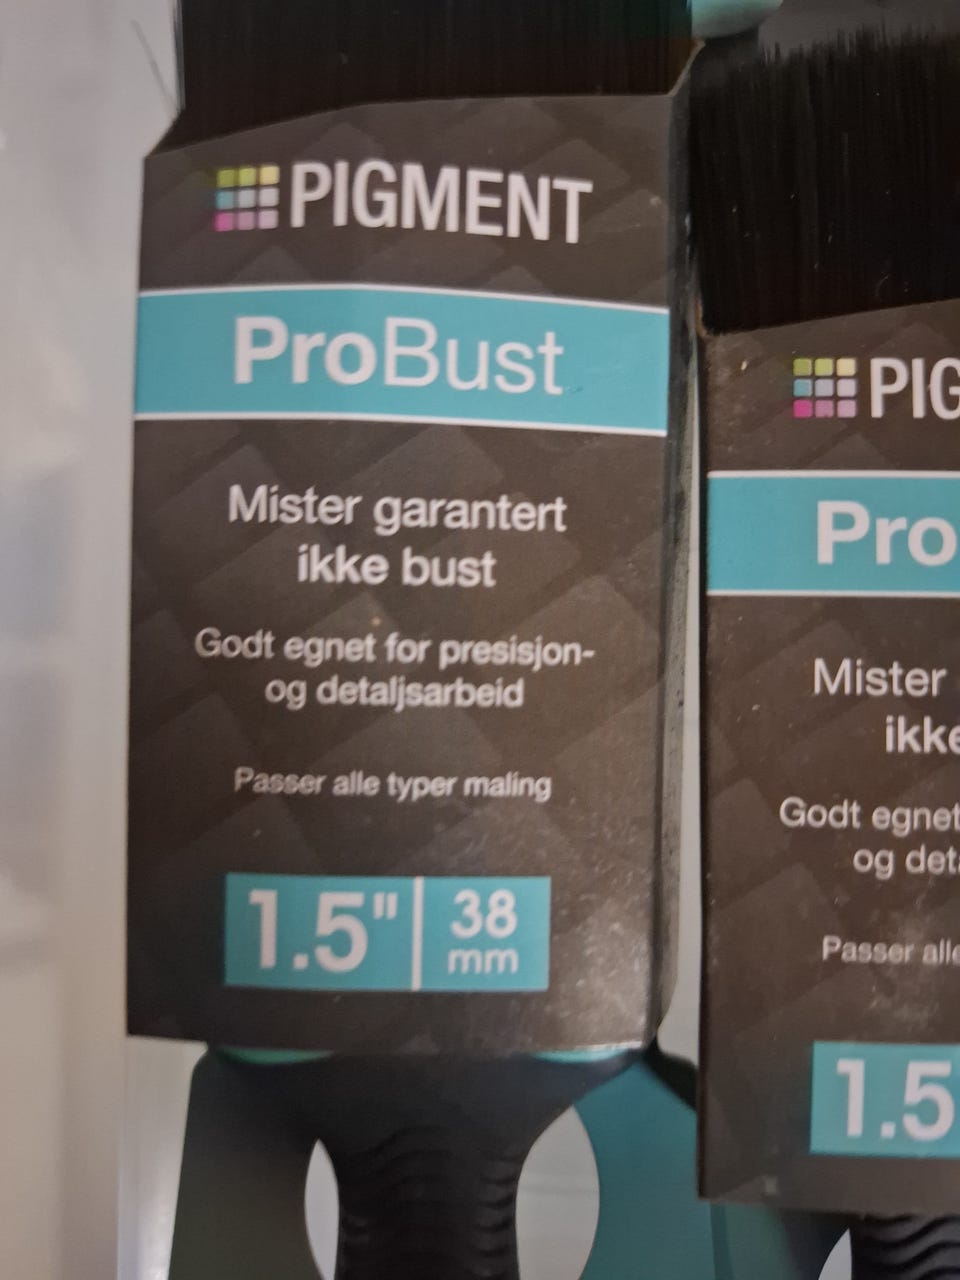 PIGMENT
ProBust
Mister garantert
ikke bust
Godt egnet for presisjon-
og detaljsarbeid
Passer alle typer maling
1.5" 38
mm
PIG
Pro
Mister
ikke
Godt egnet
og deta
Passer alle
1.5